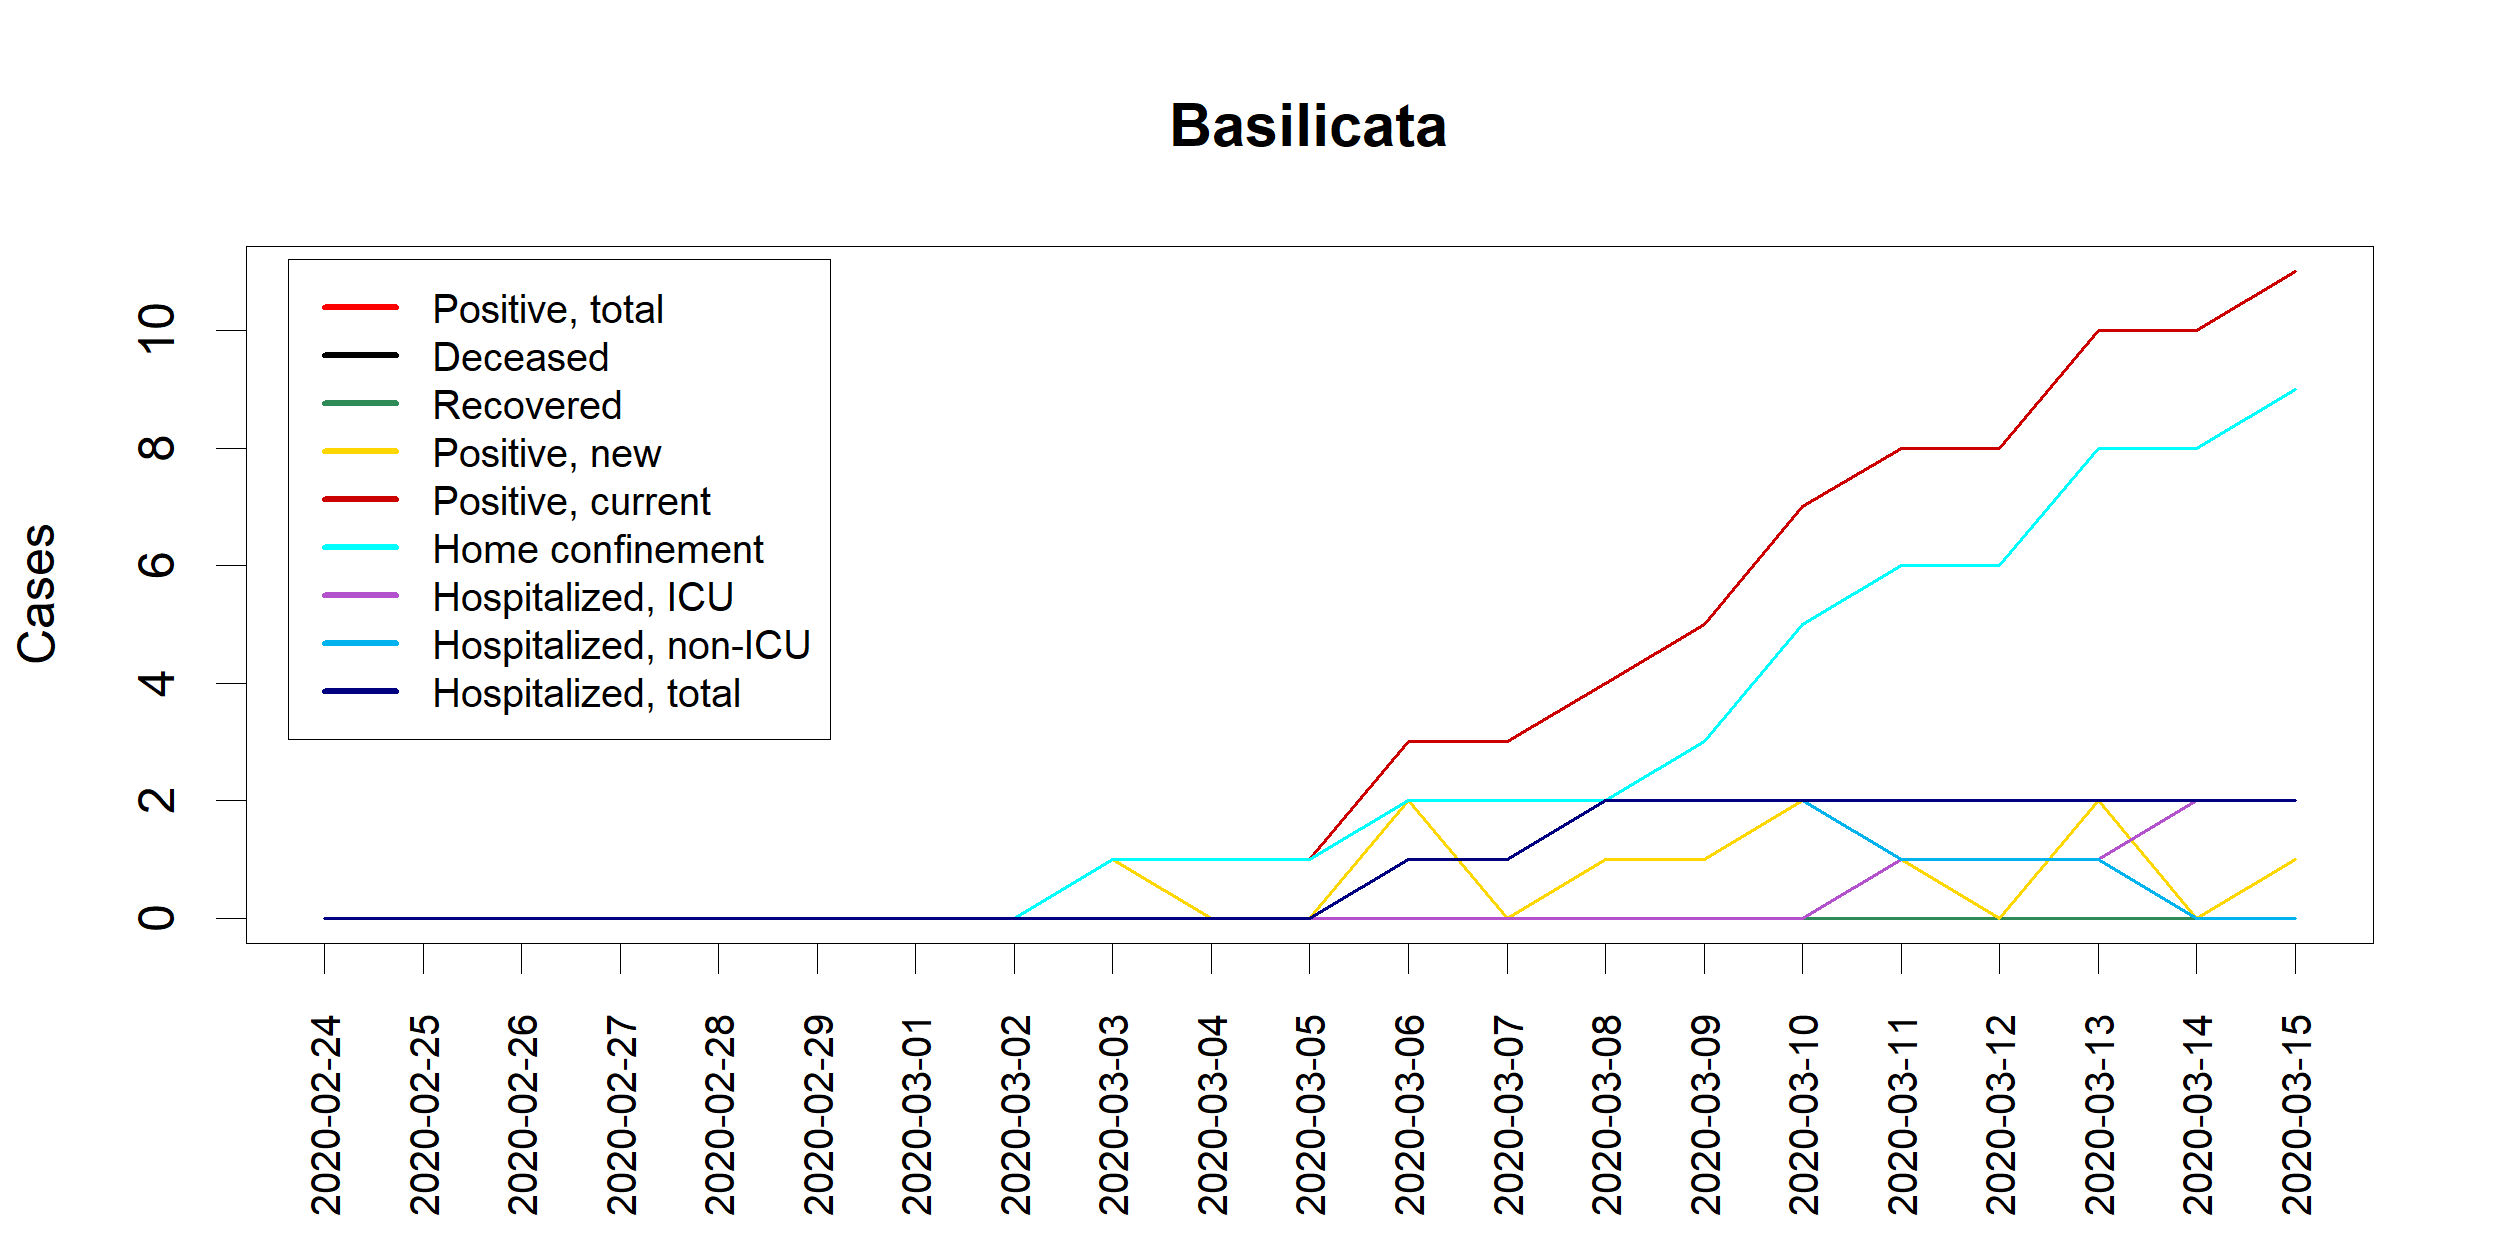 Basilicata
Positive, total
Deceased
Recovered
Positive, new
Positive, current
Home confinement
Hospitalized, ICU
Hospitalized, non-ICU
Hospitalized, total
Cases
10
8
6
4
2
0
2020-02-24
2020-02-25
2020-02-26
2020-02-27
2020-02-28
2020-02-29
2020-03-01
2020-03-02
2020-03-03
2020-03-04
2020-03-05
2020-03-06
2020-03-07
2020-03-08
2020-03-09
2020-03-10
2020-03-11
2020-03-12
2020-03-13
2020-03-14
2020-03-15